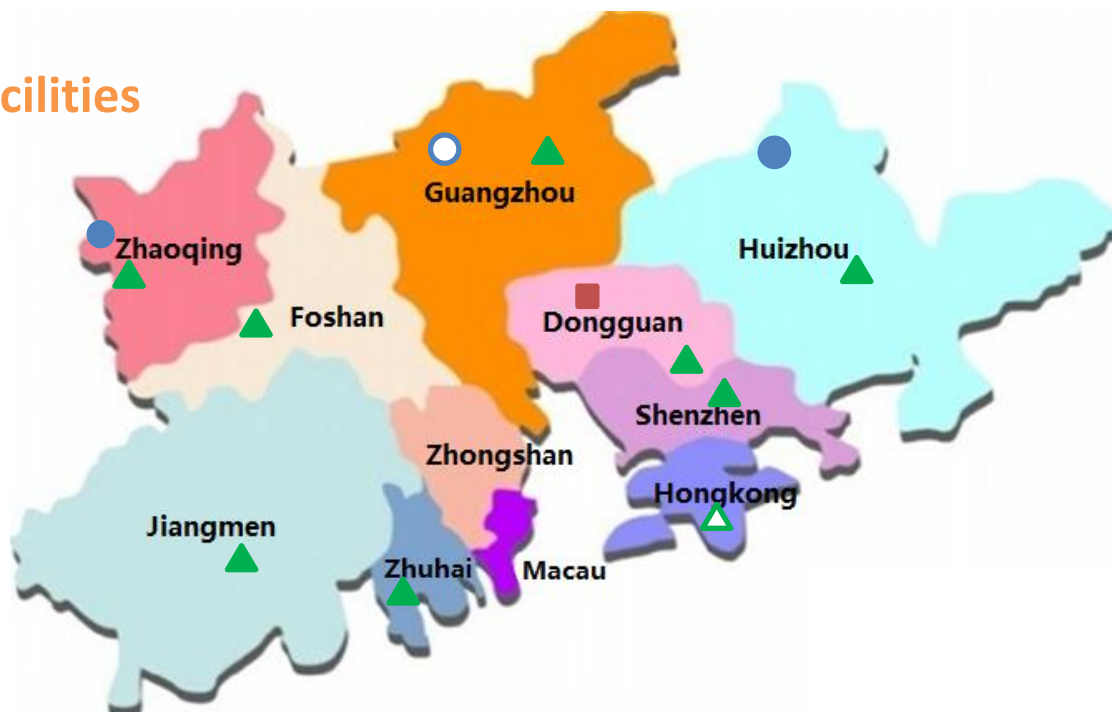 cilities
Guangzhou
Zhaoqing
Huizhou
Foshan
Dongguan
Shenzhen
Zhongshan
Hongkong
Jiangmen
Zhuhai
Macau